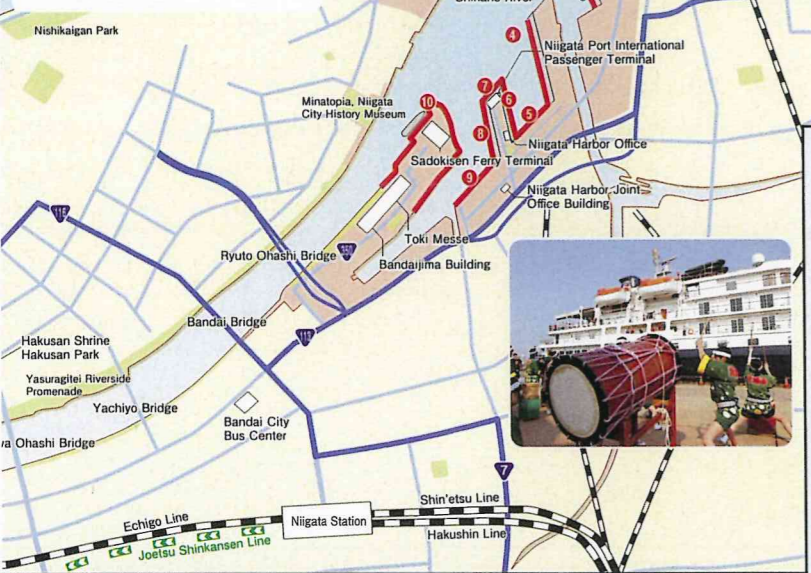 Nishikaigan Park
4
Niigata Port International
Passenger Terminal
7
6
5
Minatopia, Niigata
City History Museum
10
8
Niigata Harbor Office
Sadokisen Ferry Terminal
9
Niigata Harbor Joint
Office Building
Toki Messe
Ryuto Ohashi Bridge
Bandaijima Building
Bandai Bridge
113
Hakusan Shrine
Hakusan Park
Yasuragitei Riverside
Promenade
Yachiyo Bridge
Ohashi Bridge
Bandai City
Bus Center
7
Shin'etsu Line
Niigata Station
Echigo Line
Hakushin Line
Joetsu Shinkansen Line